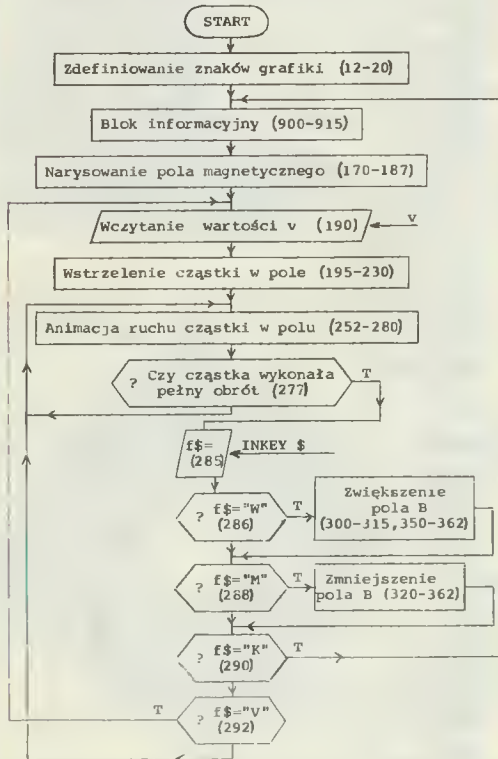 START
Zdefiniowanie znaków grafiki (12-20)
Blok informacyjny (900-915)
Narysowanie pola magnetycznego (170-187)
Wczytanie wartości v (190)
v
Wstrzelenie cząstki w pole (195-230)
Animacja ruchu cząstki w polu (252-280)
? Czy cząstka wykonała
pełny obrót (277)
T
f$=
(285)
INKEY $
? f$="W"
(286)
T
Zwiększenie
pola B
(300-315,350-362)
? f$="M"
(288)
T
Zmniejszenie
pola B (320-362)
? f$="K"
(290)
T
T
? f$="V"
(292)